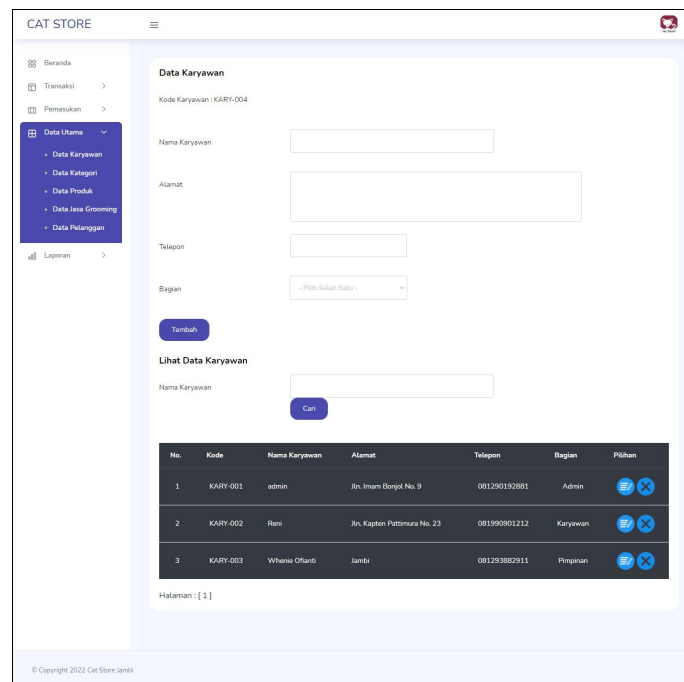 CAT STORE
Beranda
Transaksi
Pemasukan
Data Utama
Data Karyawan
Data Kategori
Data Produk
Data Jasa Grooming
Data Pelanggan
Laporan
Data Karyawan
Kode Karyawan : KARY-004
Nama Karyawan
Alamat
Telepon
Bagian - Pilih Salah Satu -
Tambah
Lihat Data Karyawan
Nama Karyawan
Cari
No. Kode Nama Karyawan Alamat Telepon Bagian Pilihan
1 KARY-001 admin Jln. Imam Bonjol No. 9 081290192881 Admin
2 KARY-002 Reni Jln. Kapten Pattimura No. 23 081990901212 Karyawan
3 KARY-003 Whenie Ofianti Jambi 081293882911 Pimpinan
Halaman : [ 1 ]
© Copyright 2022 Cat Store Jambi